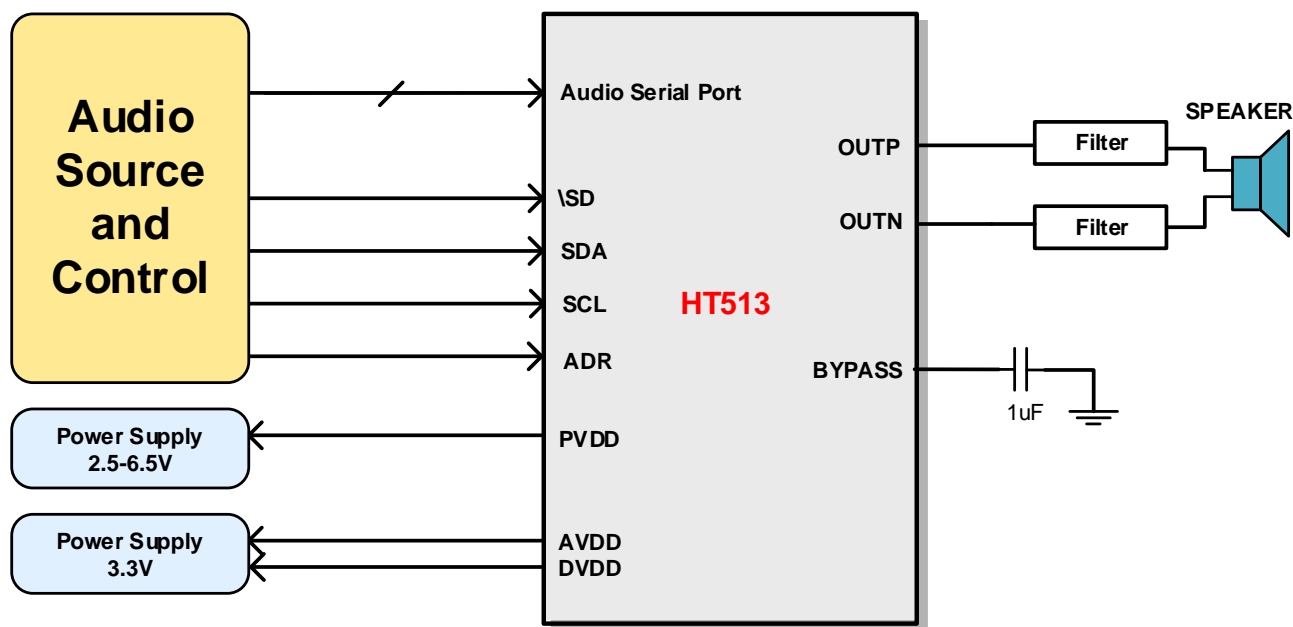 Audio
Source
and
Control
Power Supply
2.5-6.5V
Power Supply
3.3V
Audio Serial Port
\SD
SDA
SCL
ADR
PVDD
AVDD
DVDD
HT513
OUTP
OUTN
BYPASS
Filter
Filter
SPEAKER
1uF